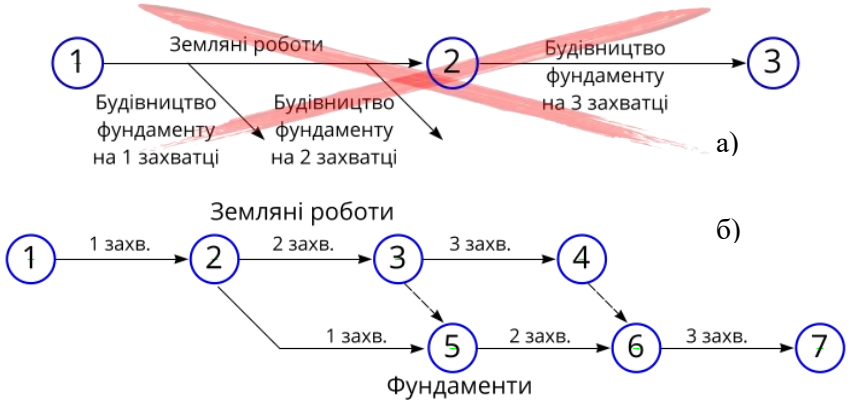 Земляні роботи
1
2
3
Будівництво
фундаменту
на 1 захватці
Будівництво
фундаменту
на 2 захватці
Будівництво
фундаменту
на 3 захватці
а)
Земляні роботи
б)
1
1 захв.
2
2 захв.
3
3 захв.
4
1 захв.
5
2 захв.
6
3 захв.
7
Фундаменти